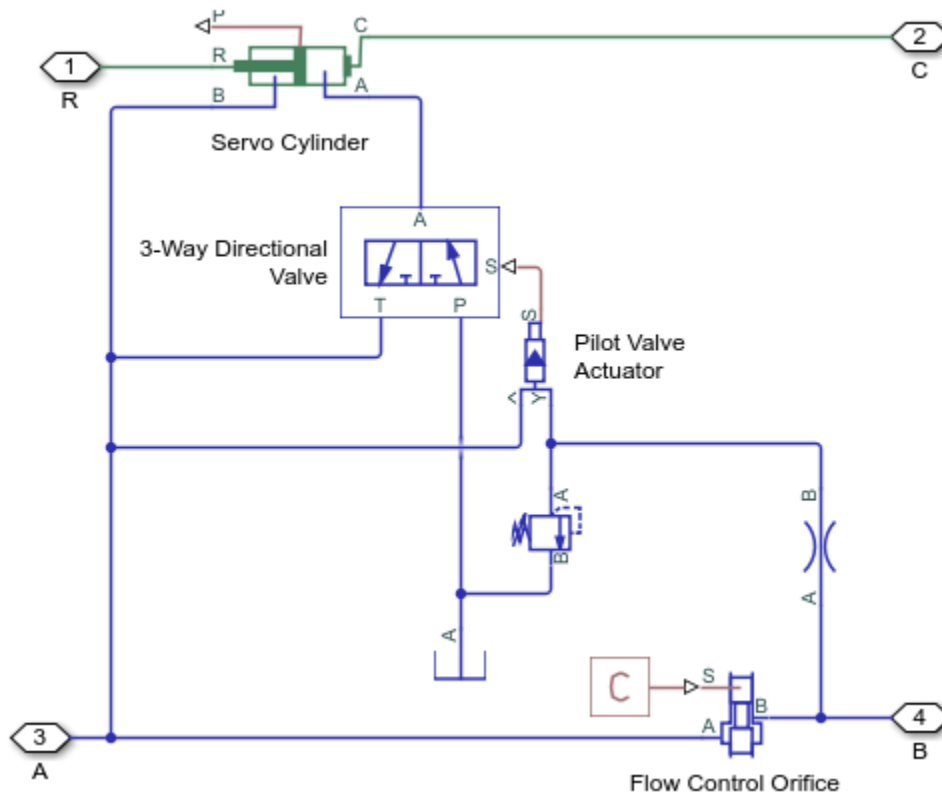 P
C
2
C
R
1
R
A
B
Servo Cylinder
A
3-Way Directional
Valve
S
T
P
S
Pilot Valve
Actuator
X
Y
A
B
B
A
A
C
S
B
A
3
A
4
B
Flow Control Orifice